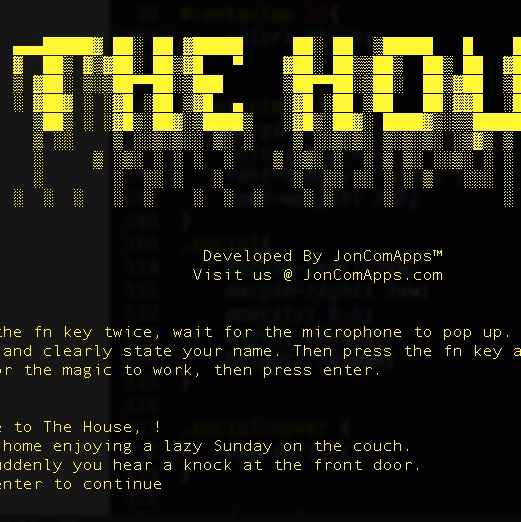 THE HOU
Developed By JonComApps™
Visit us @ JonComApps.com
the fn key twice, wait for the microphone to pop up.
and clearly state your name. Then press the fn key a
or the magic to work, then press enter.
e to The House, !
home enjoying a lazy Sunday on the couch.
uddenly you hear a knock at the front door.
enter to continue